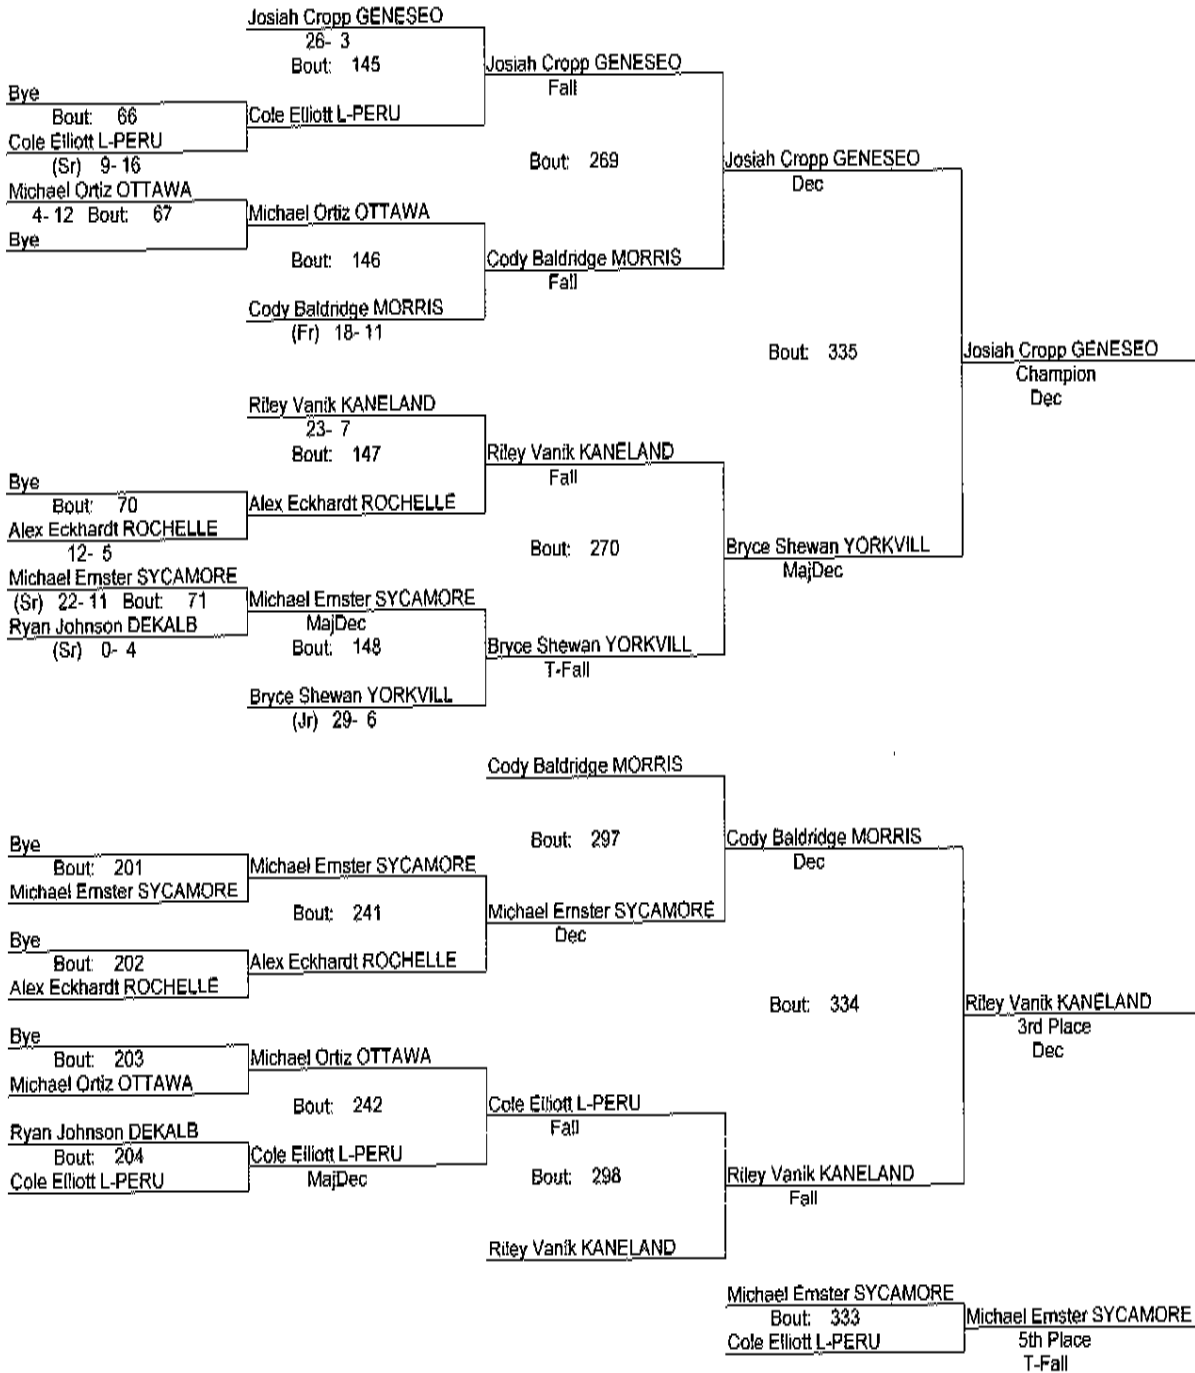 Josiah Cropp GENESEO
26- 3
Bout: 145
Josiah Cropp GENESEO
Fall
Bye
Bout: 66
Cole Elliott L-PERU
Cole Elliott L-PERU
(Sr) 9- 16
Bout: 269
Josiah Cropp GENESEO
Dec
Michael Ortiz OTTAWA
4- 12 Bout: 67
Michael Ortiz OTTAWA
Bye
Bout: 146
Cody Baldridge MORRIS
Fall
Cody Baldridge MORRIS
(Fr) 18- 11
Bout: 335
Josiah Cropp GENESEO
Champion
Dec
Riley Vanik KANELAND
23- 7
Bout: 147
Riley Vanik KANELAND
Fall
Bye
Bout: 70
Alex Eckhardt ROCHELLE
Alex Eckhardt ROCHELLE
12- 5
Bout: 270
Bryce Shewan YORKVILL
MajDec
Michael Ernster SYCAMORE
(Sr) 22- 11 Bout: 71
Michael Ernster SYCAMORE
MajDec
Ryan Johnson DEKALB
(Sr) 0- 4
Bout: 148
Bryce Shewan YORKVILL
T-Fall
Bryce Shewan YORKVILL
(Jr) 29- 6
Cody Baldridge MORRIS
Bout: 297
Cody Baldridge MORRIS
Dec
Bye
Bout: 201
Michael Ernster SYCAMORE
Michael Ernster SYCAMORE
Bout: 241
Michael Ernster SYCAMORE
Dec
Bye
Bout: 202
Alex Eckhardt ROCHELLE
Alex Eckhardt ROCHELLE
Bout: 334
Riley Vanik KANELAND
3rd Place
Dec
Bye
Bout: 203
Michael Ortiz OTTAWA
Michael Ortiz OTTAWA
Bout: 242
Cole Elliott L-PERU
Fall
Ryan Johnson DEKALB
Bout: 204
Cole Elliott L-PERU
MajDec
Cole Elliott L-PERU
Bout: 298
Riley Vanik KANELAND
Fall
Riley Vanik KANELAND
Michael Ernster SYCAMORE
Bout: 333
Michael Ernster SYCAMORE
Cole Elliott L-PERU
5th Place
T-Fall